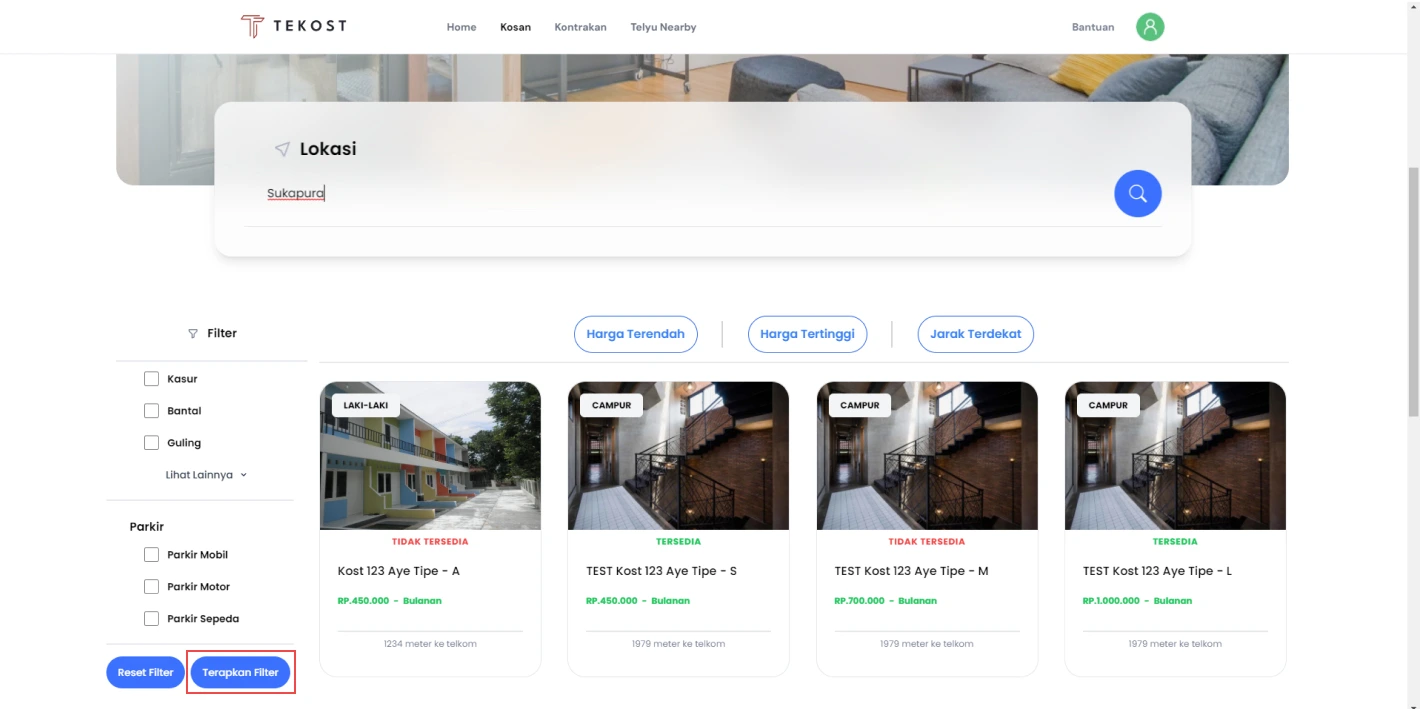 TEKOST
Home Kosan Kontrakan Telyu Nearby
Bantuan
Lokasi
Sukapura
Filter
Harga Terendah
Harga Tertinggi
Jarak Terdekat
Kasur
Bantal
Guling
Lihat Lainnya
Parkir
Parkir Mobil
Parkir Motor
Parkir Sepeda
Reset Filter
Terapkan Filter
LAKI-LAKI
TIDAK TERSEDIA
Kost 123 Aye Tipe - A
RP.450.000 - Bulanan
1234 meter ke telkom
CAMPUR
TERSEDIA
TEST Kost 123 Aye Tipe - S
RP.450.000 - Bulanan
1979 meter ke telkom
CAMPUR
TIDAK TERSEDIA
TEST Kost 123 Aye Tipe - M
RP.700.000 - Bulanan
1979 meter ke telkom
CAMPUR
TERSEDIA
TEST Kost 123 Aye Tipe - L
RP.1.000.000 - Bulanan
1979 meter ke telkom